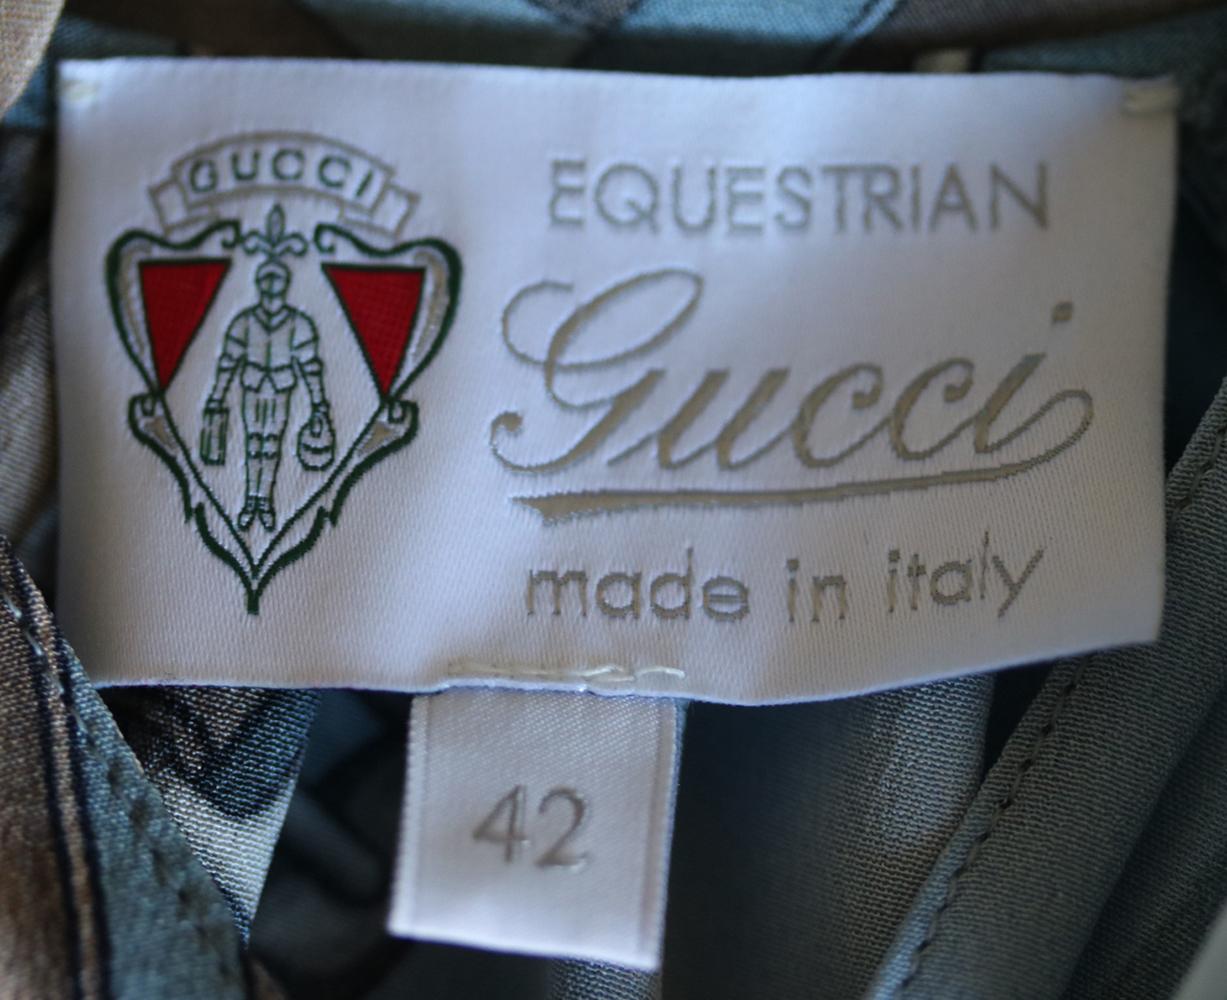 GUCCI
EQUESTRIAN
Gucci
made in italy
42